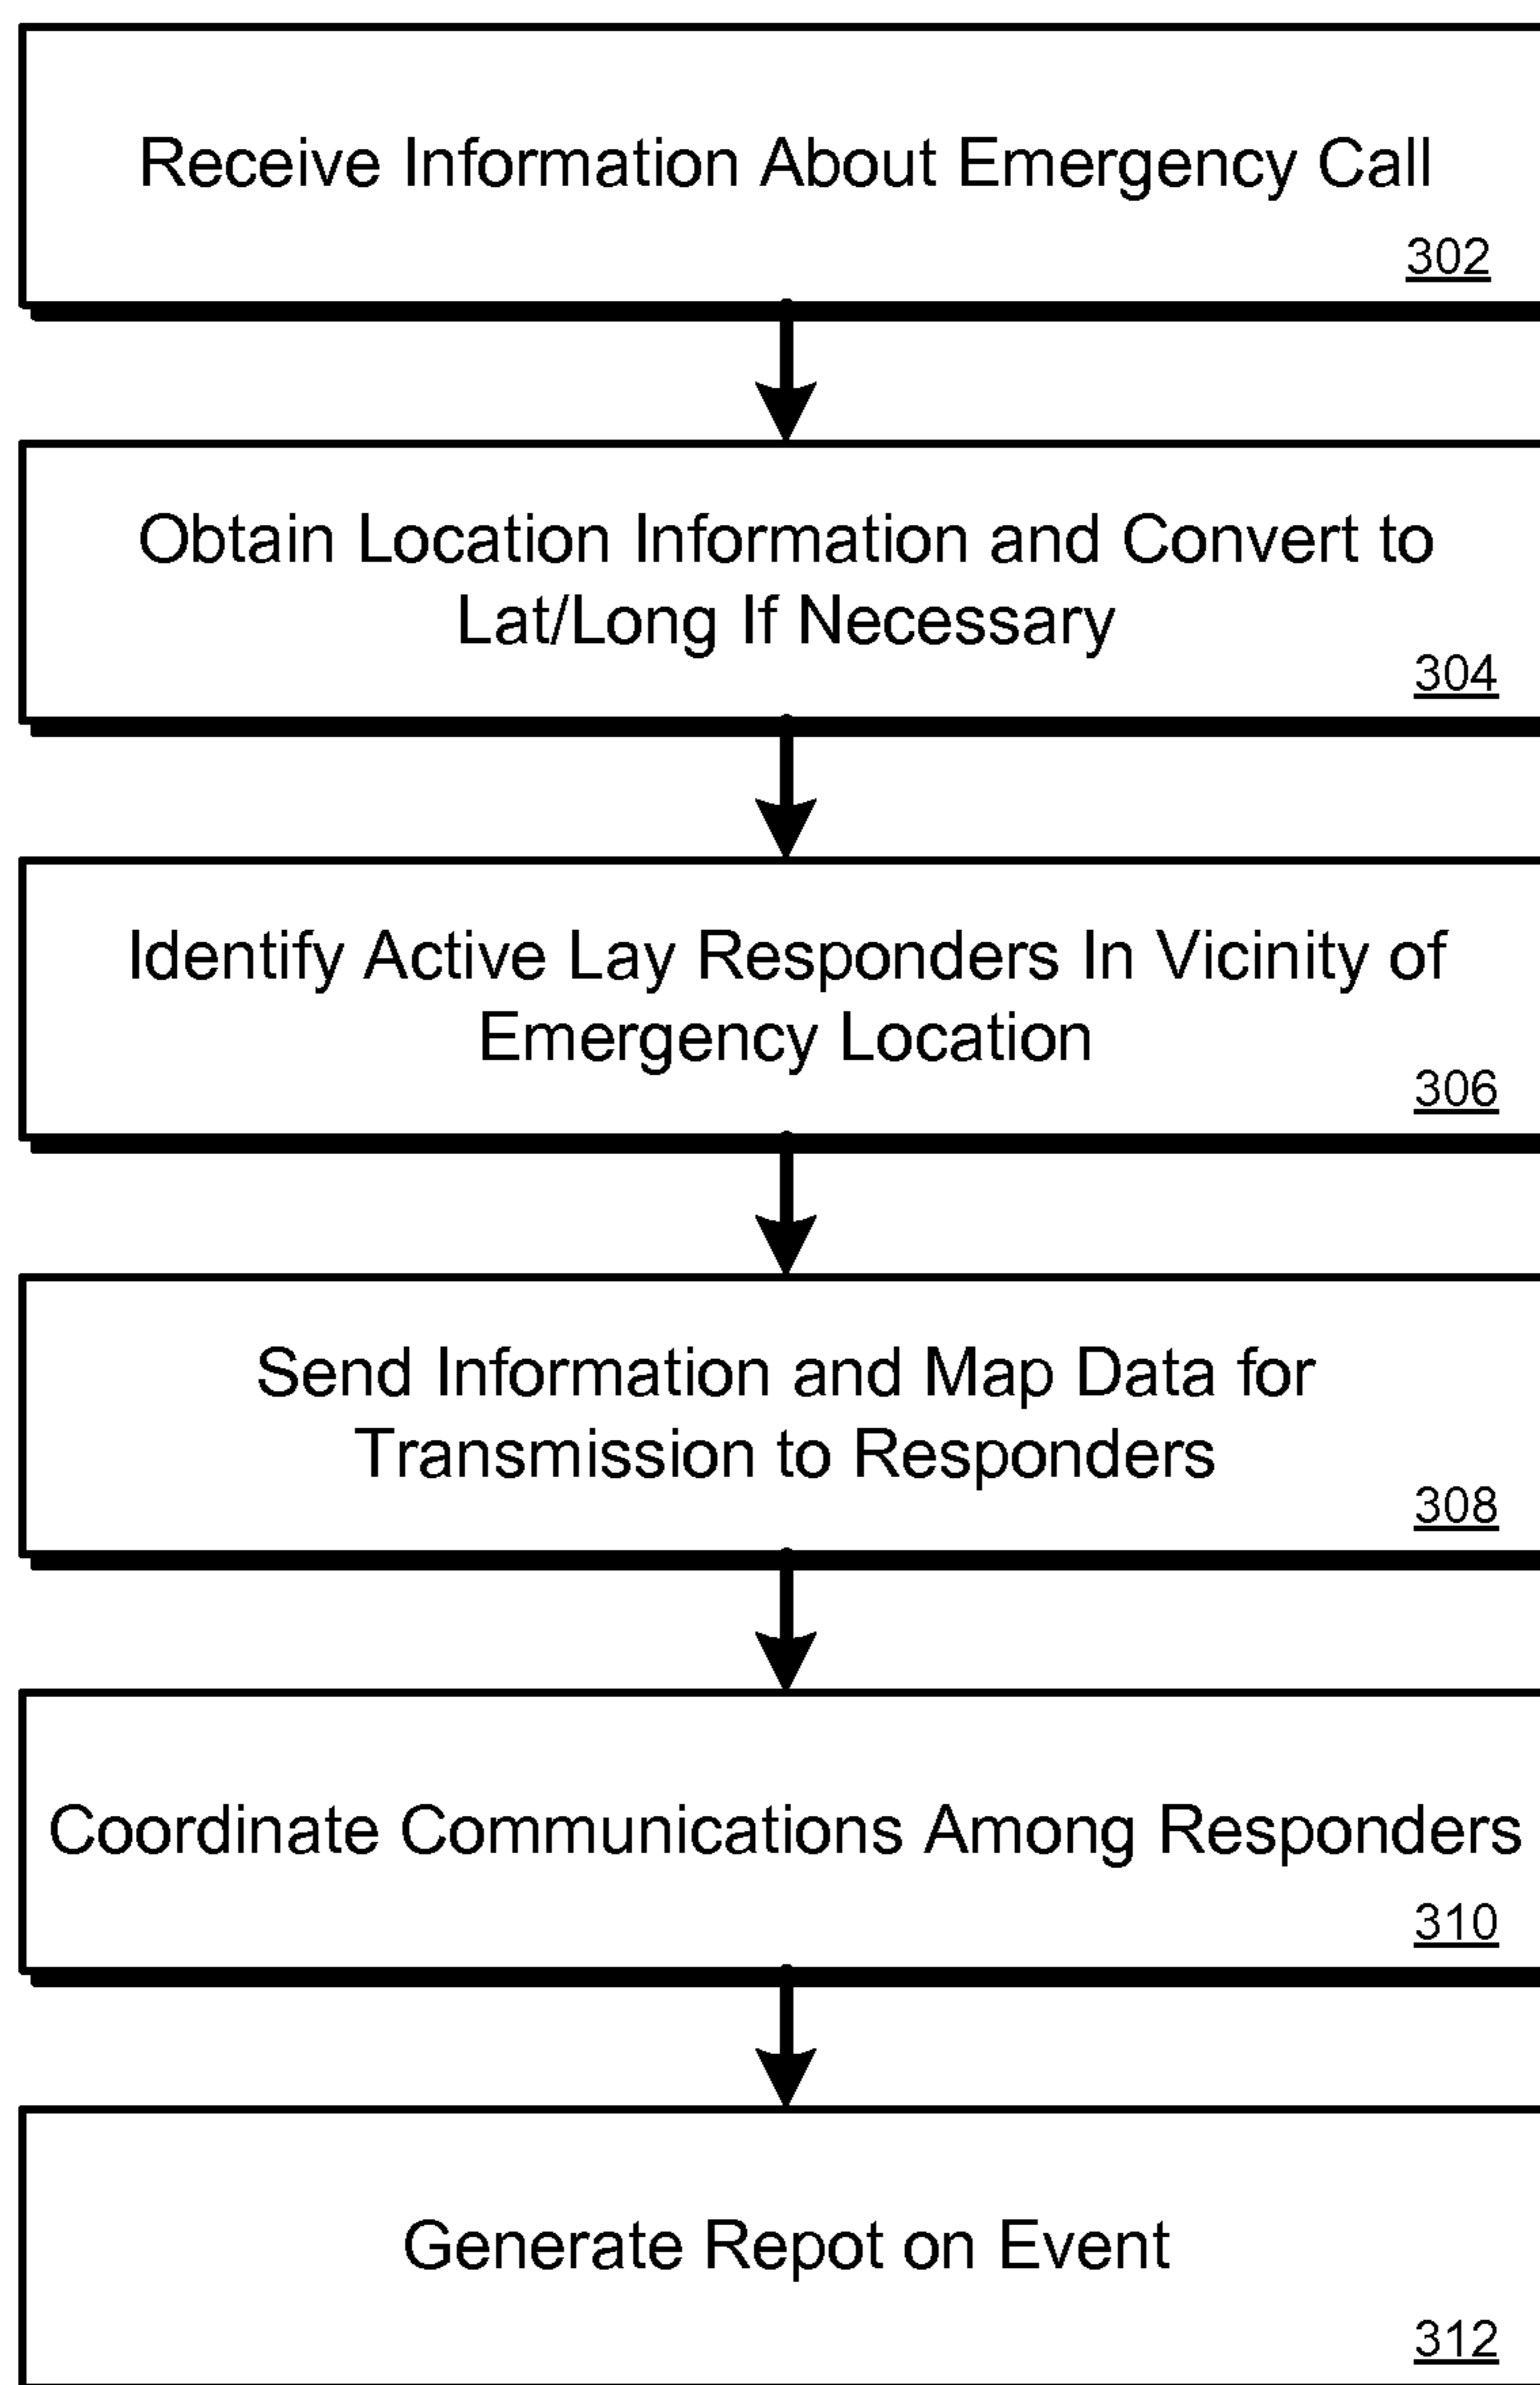 Receive Information About Emergency Call
302
Obtain Location Information and Convert to
Lat/Long If Necessary
304
Identify Active Lay Responders In Vicinity of
Emergency Location
306
Send Information and Map Data for
Transmission to Responders
308
Coordinate Communications Among Responders
310
Generate Repot on Event
312